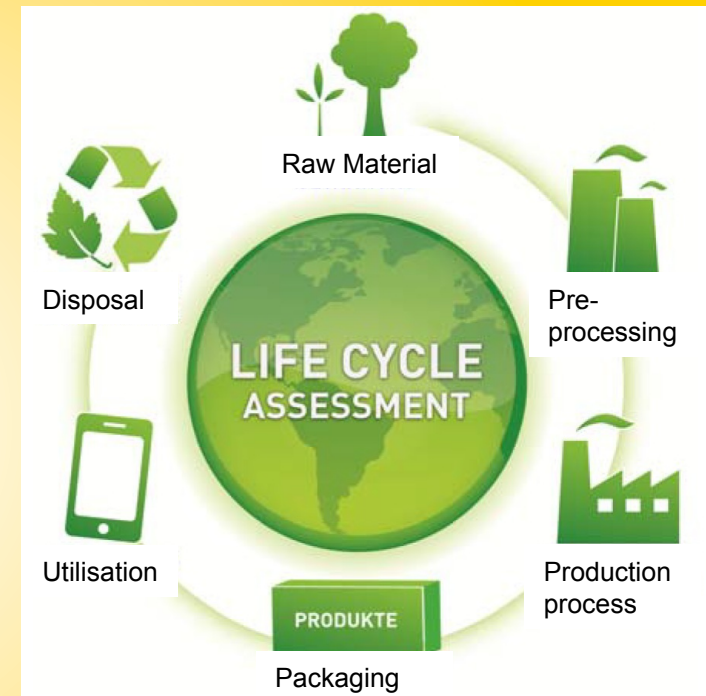 Raw Material
Pre-
processing
Production
process
PRODUKTE
Packaging
Utilisation
Disposal
LIFE CYCLE
ASSESSMENT